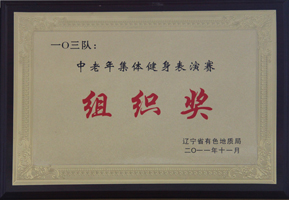 一〇三队：
中老年集体健身表演赛
组织奖
辽宁省有色地质局
二〇一一年十一月